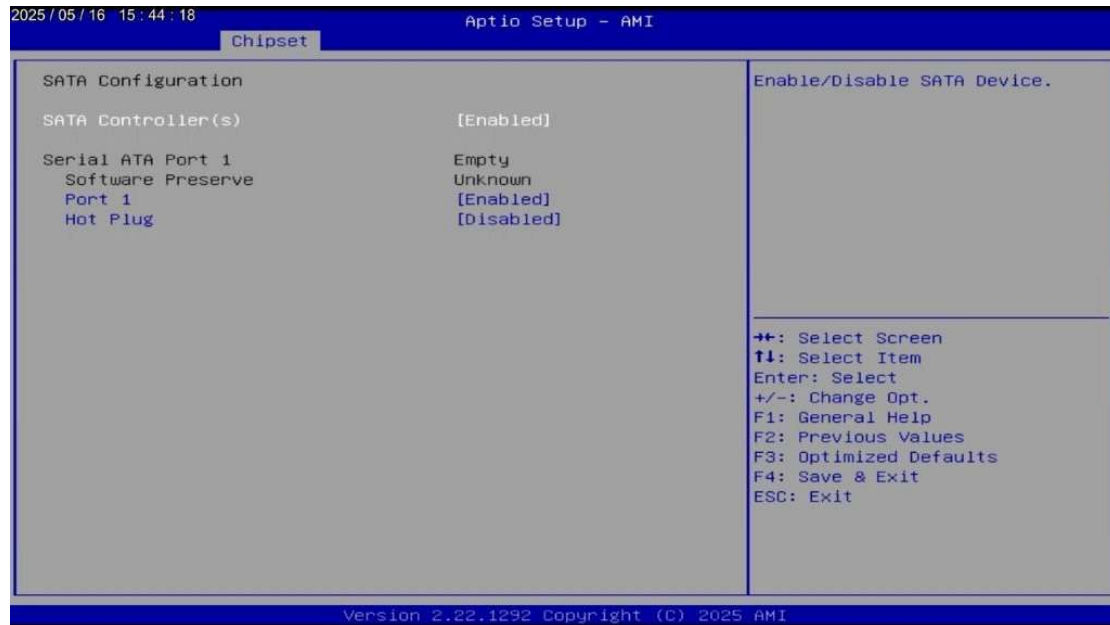 2025 / 05 / 16 15 : 44 : 18
Aptio Setup – AMI
Chipset
SATA Configuration
SATA Controller(s) [Enabled]
Serial ATA Port 1 Empty
Software Preserve Unknown
Port 1 [Enabled]
Hot Plug [Disabled]
Enable/Disable SATA Device.
→←: Select Screen
↑↓: Select Item
Enter: Select
+/-: Change Opt.
F1: General Help
F2: Previous Values
F3: Optimized Defaults
F4: Save & Exit
ESC: Exit
Version 2.22.1292 Copyright (C) 2025 AMI